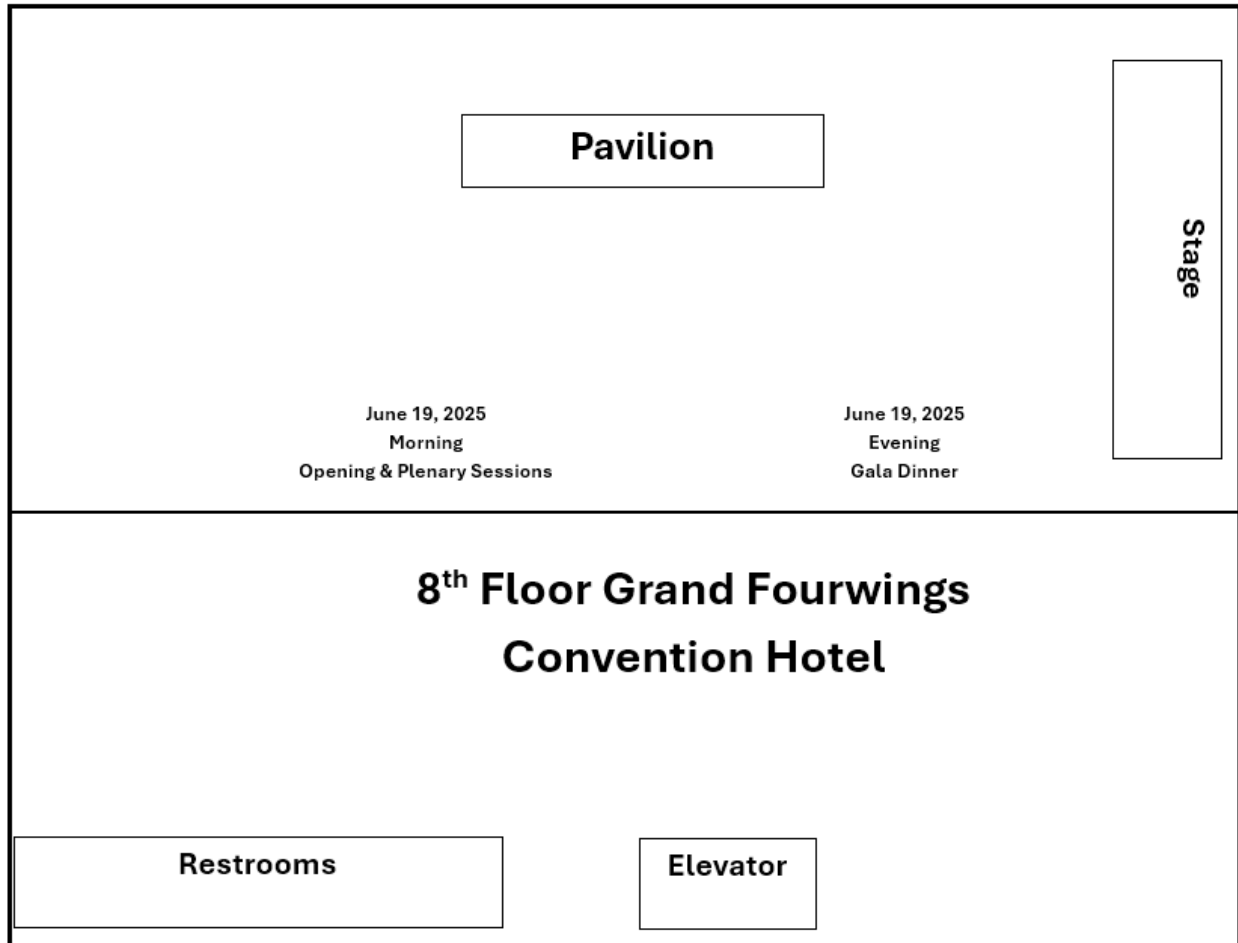 Pavilion
Stage
June 19, 2025
Morning
Opening & Plenary Sessions
June 19, 2025
Evening
Gala Dinner
8th Floor Grand Fourwings
Convention Hotel
Restrooms
Elevator